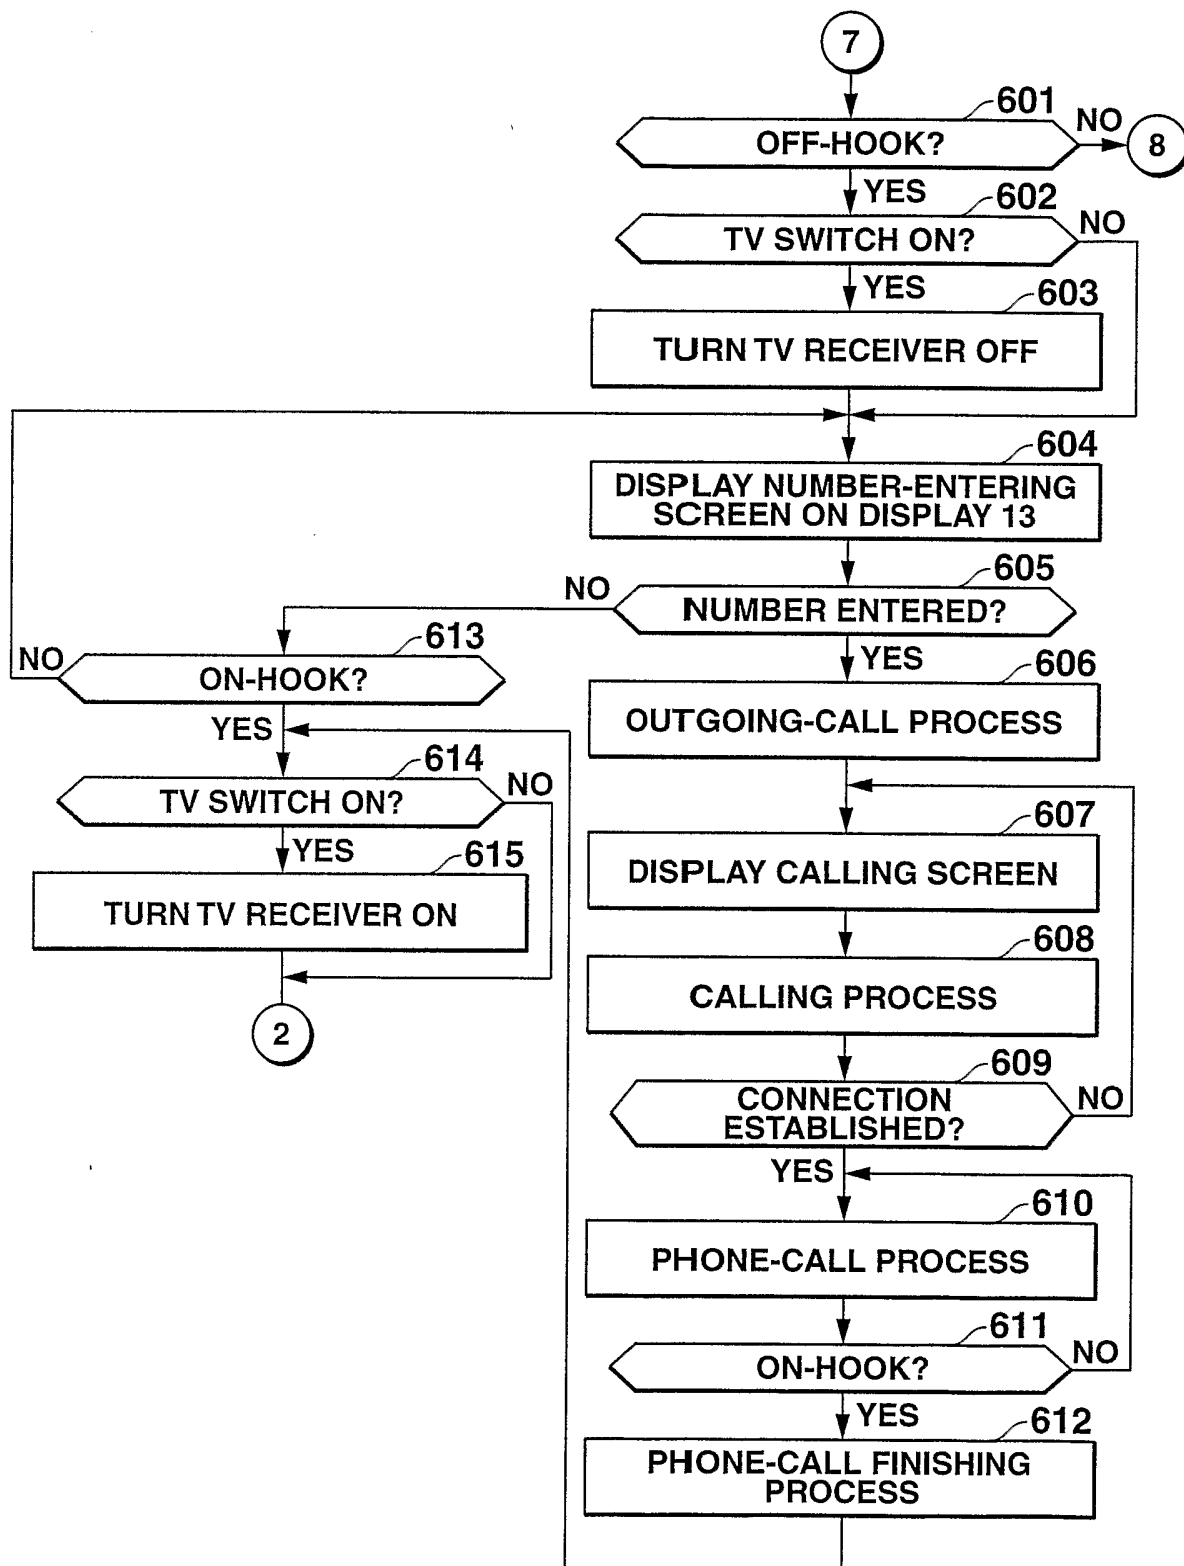 7
601
OFF-HOOK?
NO
8
YES
602
TV SWITCH ON?
NO
YES
603
TURN TV RECEIVER OFF
604
DISPLAY NUMBER-ENTERING
SCREEN ON DISPLAY 13
605
NO
NUMBER ENTERED?
613
NO
ON-HOOK?
YES
606
OUTGOING-CALL PROCESS
YES
614
TV SWITCH ON?
NO
607
DISPLAY CALLING SCREEN
YES
615
TURN TV RECEIVER ON
608
CALLING PROCESS
2
609
CONNECTION
ESTABLISHED?
NO
YES
610
PHONE-CALL PROCESS
611
ON-HOOK?
NO
YES
612
PHONE-CALL FINISHING
PROCESS